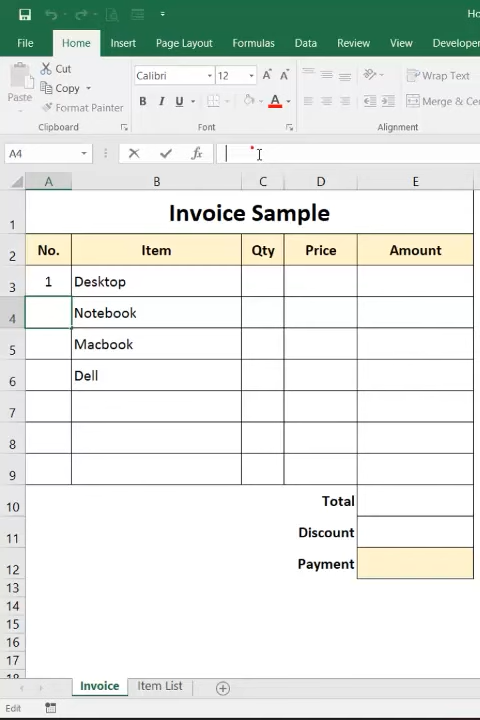 Ho
File Home Insert Page Layout Formulas Data Review View Developer
Cut
Copy
Format Painter
Paste
Clipboard
Calibri 12 A A
B I U A
Font
Wrap Text
Merge & Ce
Alignment
A4 fx
A B C D E
1 Invoice Sample
2 No. Item Qty Price Amount
3 1 Desktop
4 Notebook
5 Macbook
6 Dell
7
8
9
10 Total
11 Discount
12 Payment
13
14
15
16
17
18
Invoice Item List
Edit